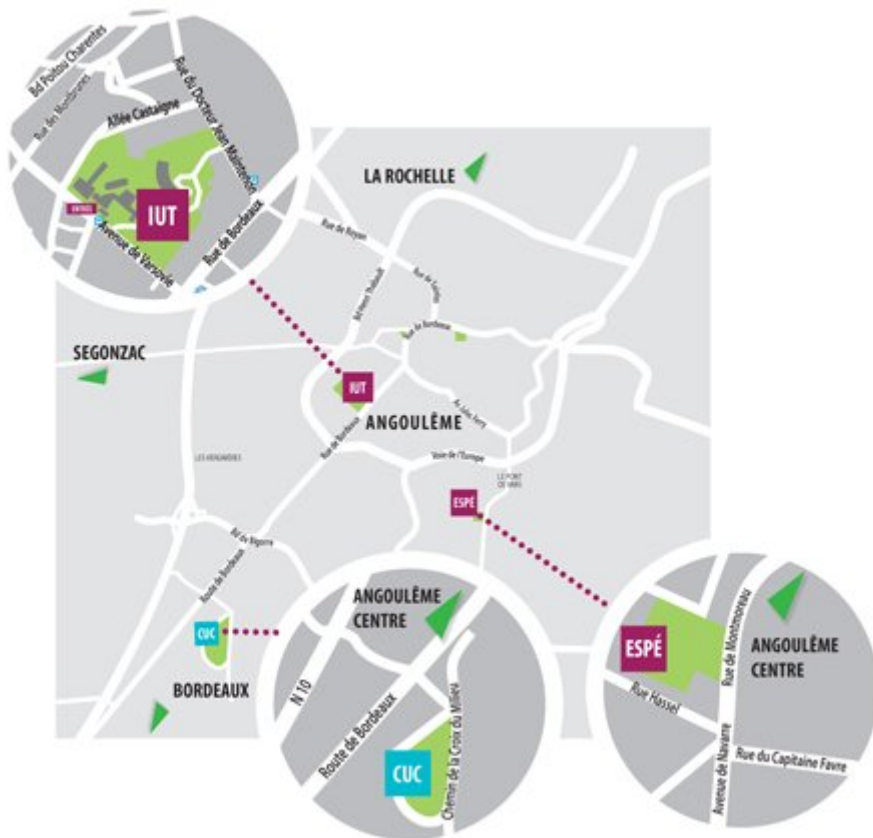 Bd Poitou Charentes
Rue des Montbrunes
Allée Castaigne
Rue du Docteur Jean Maintenon
ENTRÉE
IUT
Avenue de Varsovie
Rue de Bordeaux
LA ROCHELLE
Rue de Royan
Rue de Saintes
Bd Henri Thébault
Rue de Bordeaux
SEGONZAC
IUT
ANGOULÊME
Av Jules Ferry
Rue de Bordeaux
Voie de l'Europe
LE PONT
DE VARS
ESPÉ
Bd de Bigorre
Route de Bordeaux
CUC
BORDEAUX
ANGOULÊME
CENTRE
N 10
Route de Bordeaux
Chemin de la Croix du Milieu
CUC
ESPÉ
Rue de Montmoreau
ANGOULÊME
CENTRE
Rue Hassel
Avenue de Navarre
Rue du Capitaine Favre